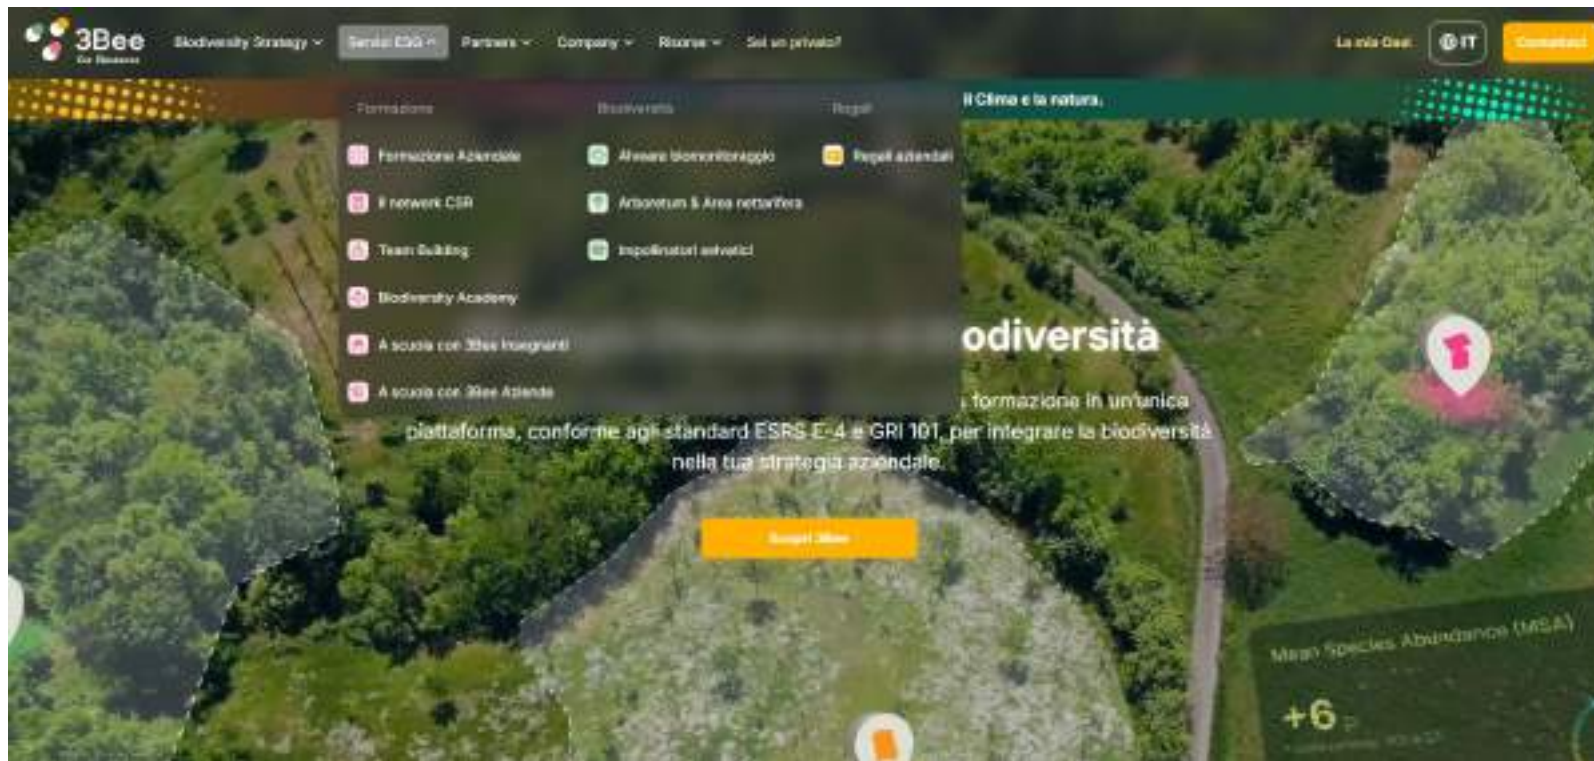 3Bee
Biodiversity Strategy
Servizi ESG
Partners
Company
Risorse
Sei un privato?
La mia Oasi
IT
Contattaci
il Clima e la natura.
Formazione
Formazione Aziendale
Il network CSR
Team Building
Biodiversity Academy
A scuola con 3Bee Insegnanti
A scuola con 3Bee Aziende
Biodiversità
Alveare biomonitoraggio
Arboretum & Area nettarifera
Impollinatori selvatici
Regali
Regali aziendali
odiversità
formazione in un'unica
piattaforma, conforme agli standard ESRS E-4 e GRI 101, per integrare la biodiversità
nella tua strategia aziendale.
Scopri 3Bee
Mean Species Abundance (MSA)
+6